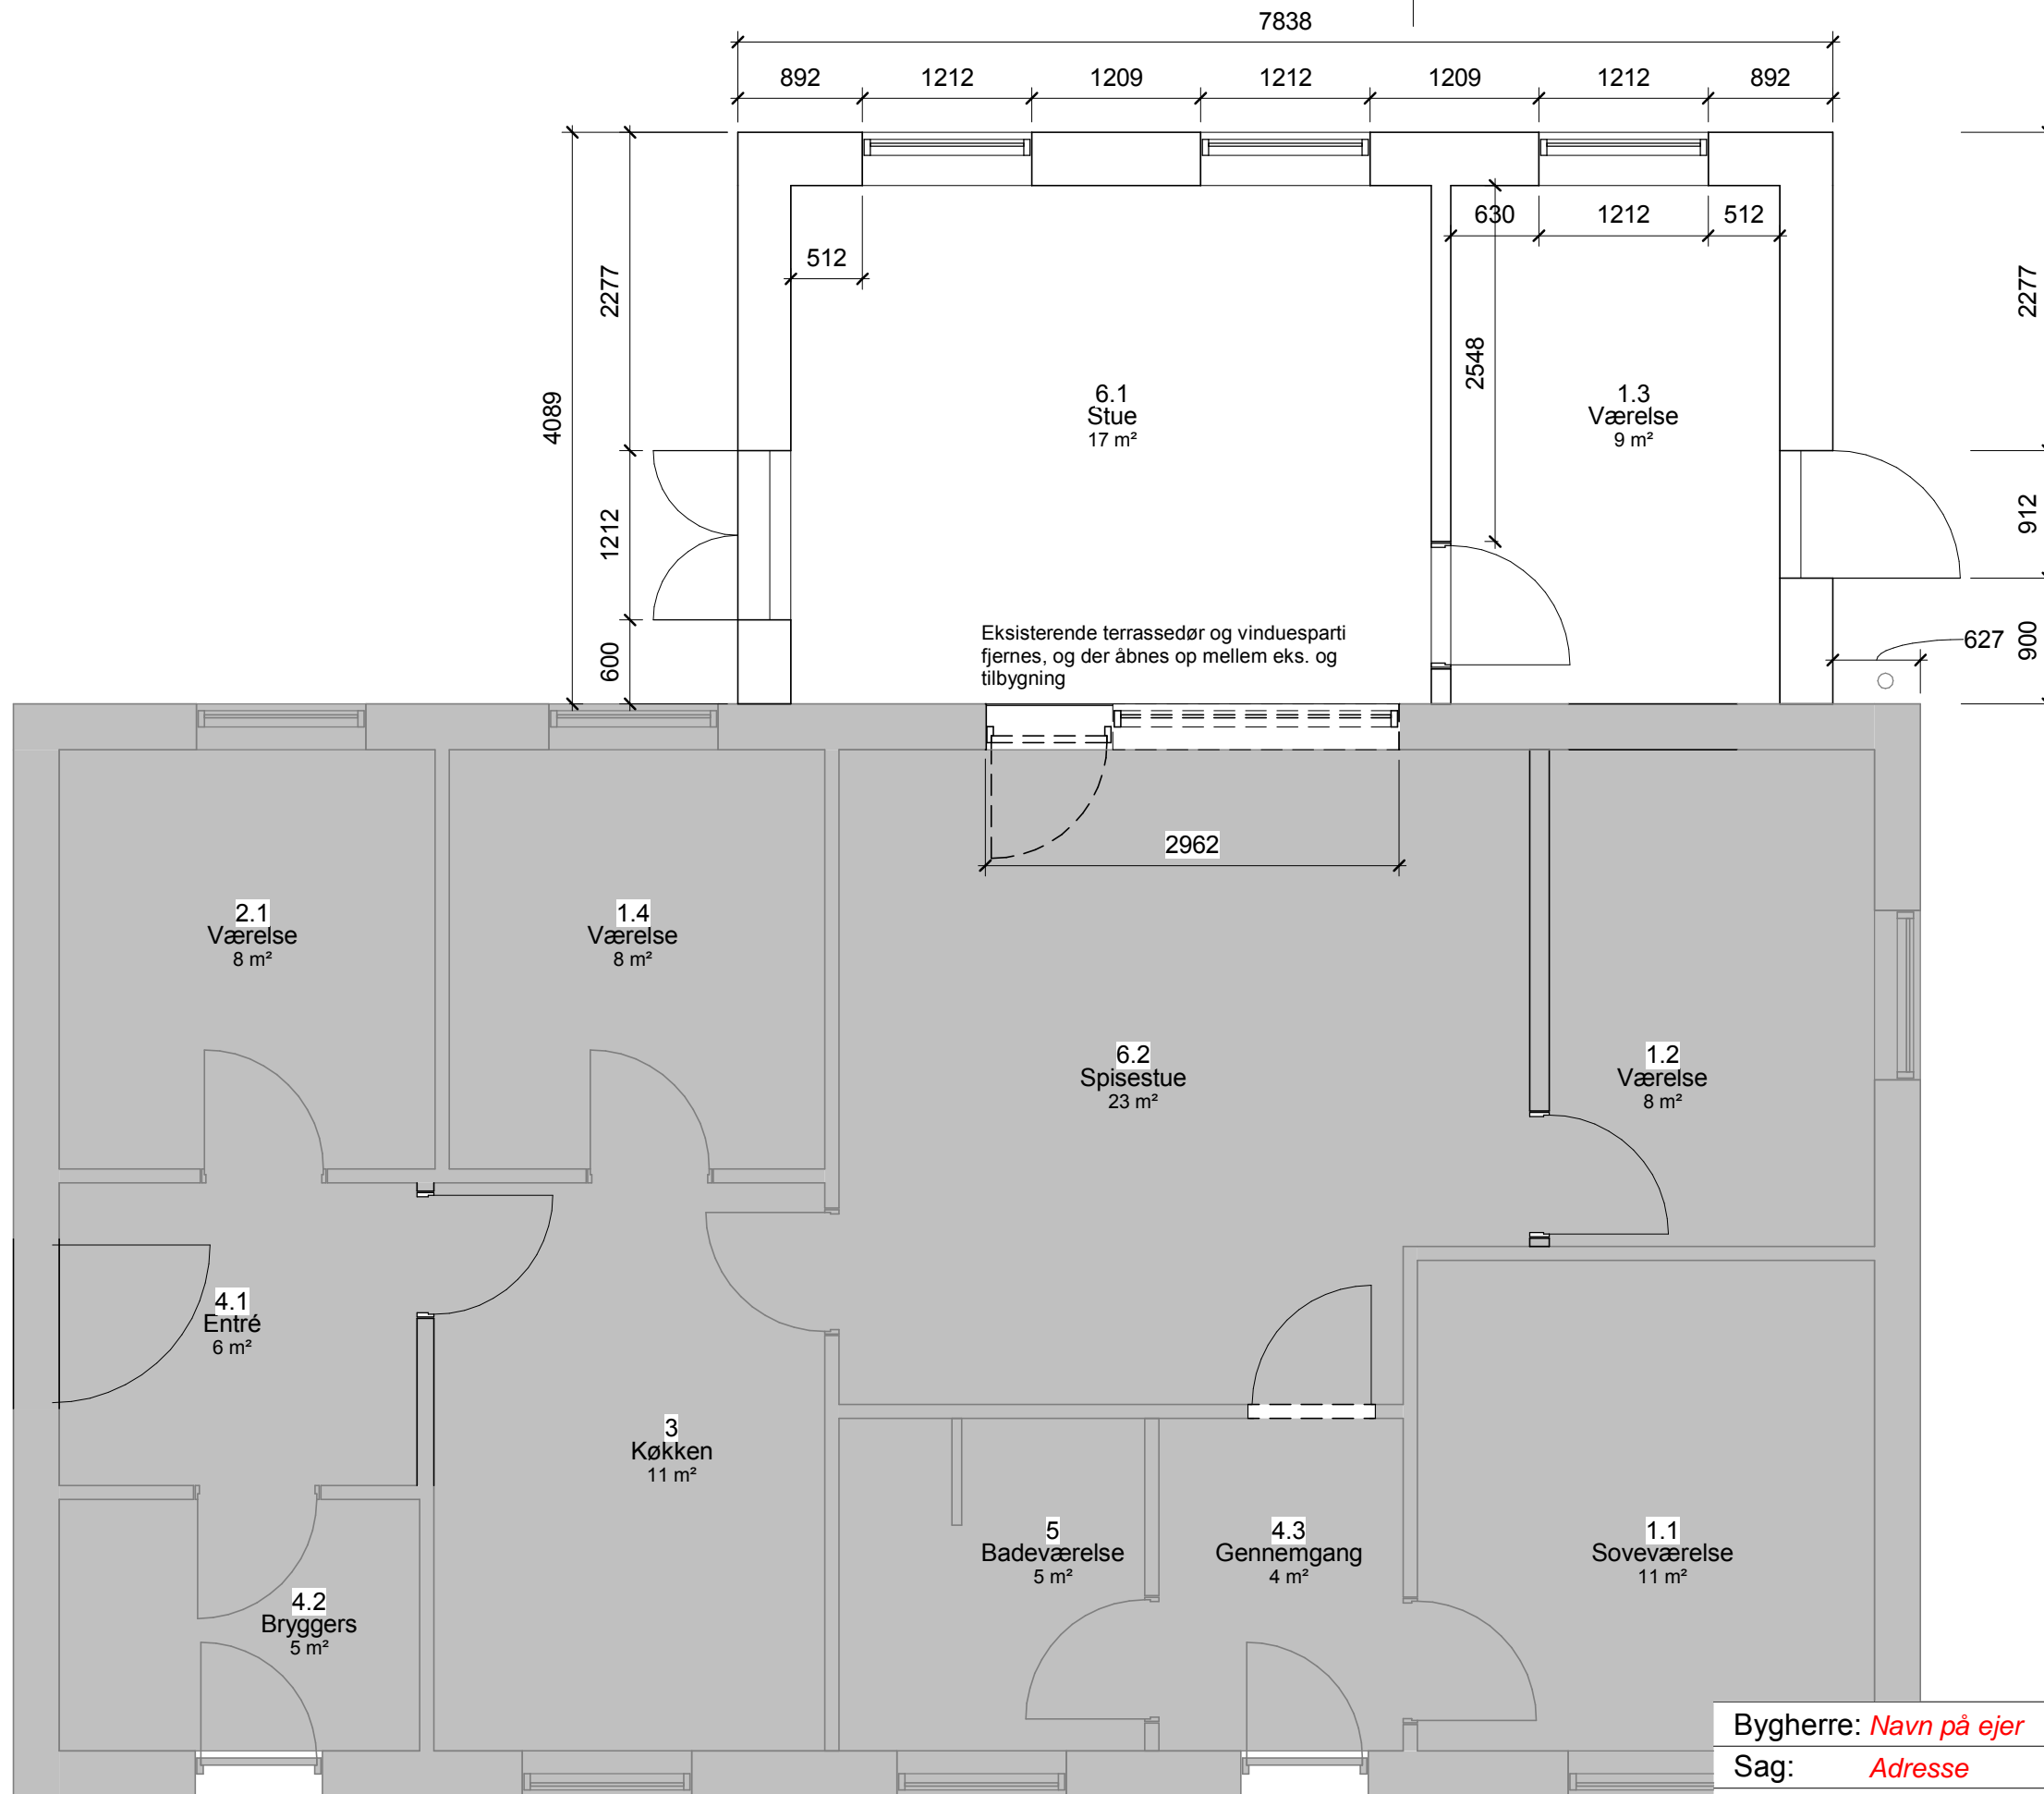 7838
892 1212 1209 1212 1209 1212 892
630 1212 512
512
2277
2277
2548
4089
6.1
Stue
17 m²
1.3
Værelse
9 m²
1212
912
600
900
627
Eksisterende terrassedør og vinduesparti
fjernes, og der åbnes op mellem eks. og
tilbygning
2962
2.1
Værelse
8 m²
1.4
Værelse
8 m²
6.2
Spisestue
23 m²
1.2
Værelse
8 m²
4.1
Entré
6 m²
3
Køkken
11 m²
5
Badeværelse
5 m²
4.3
Gennemgang
4 m²
1.1
Soveværelse
11 m²
4.2
Bryggers
5 m²
Bygherre: Navn på ejer
Sag: Adresse